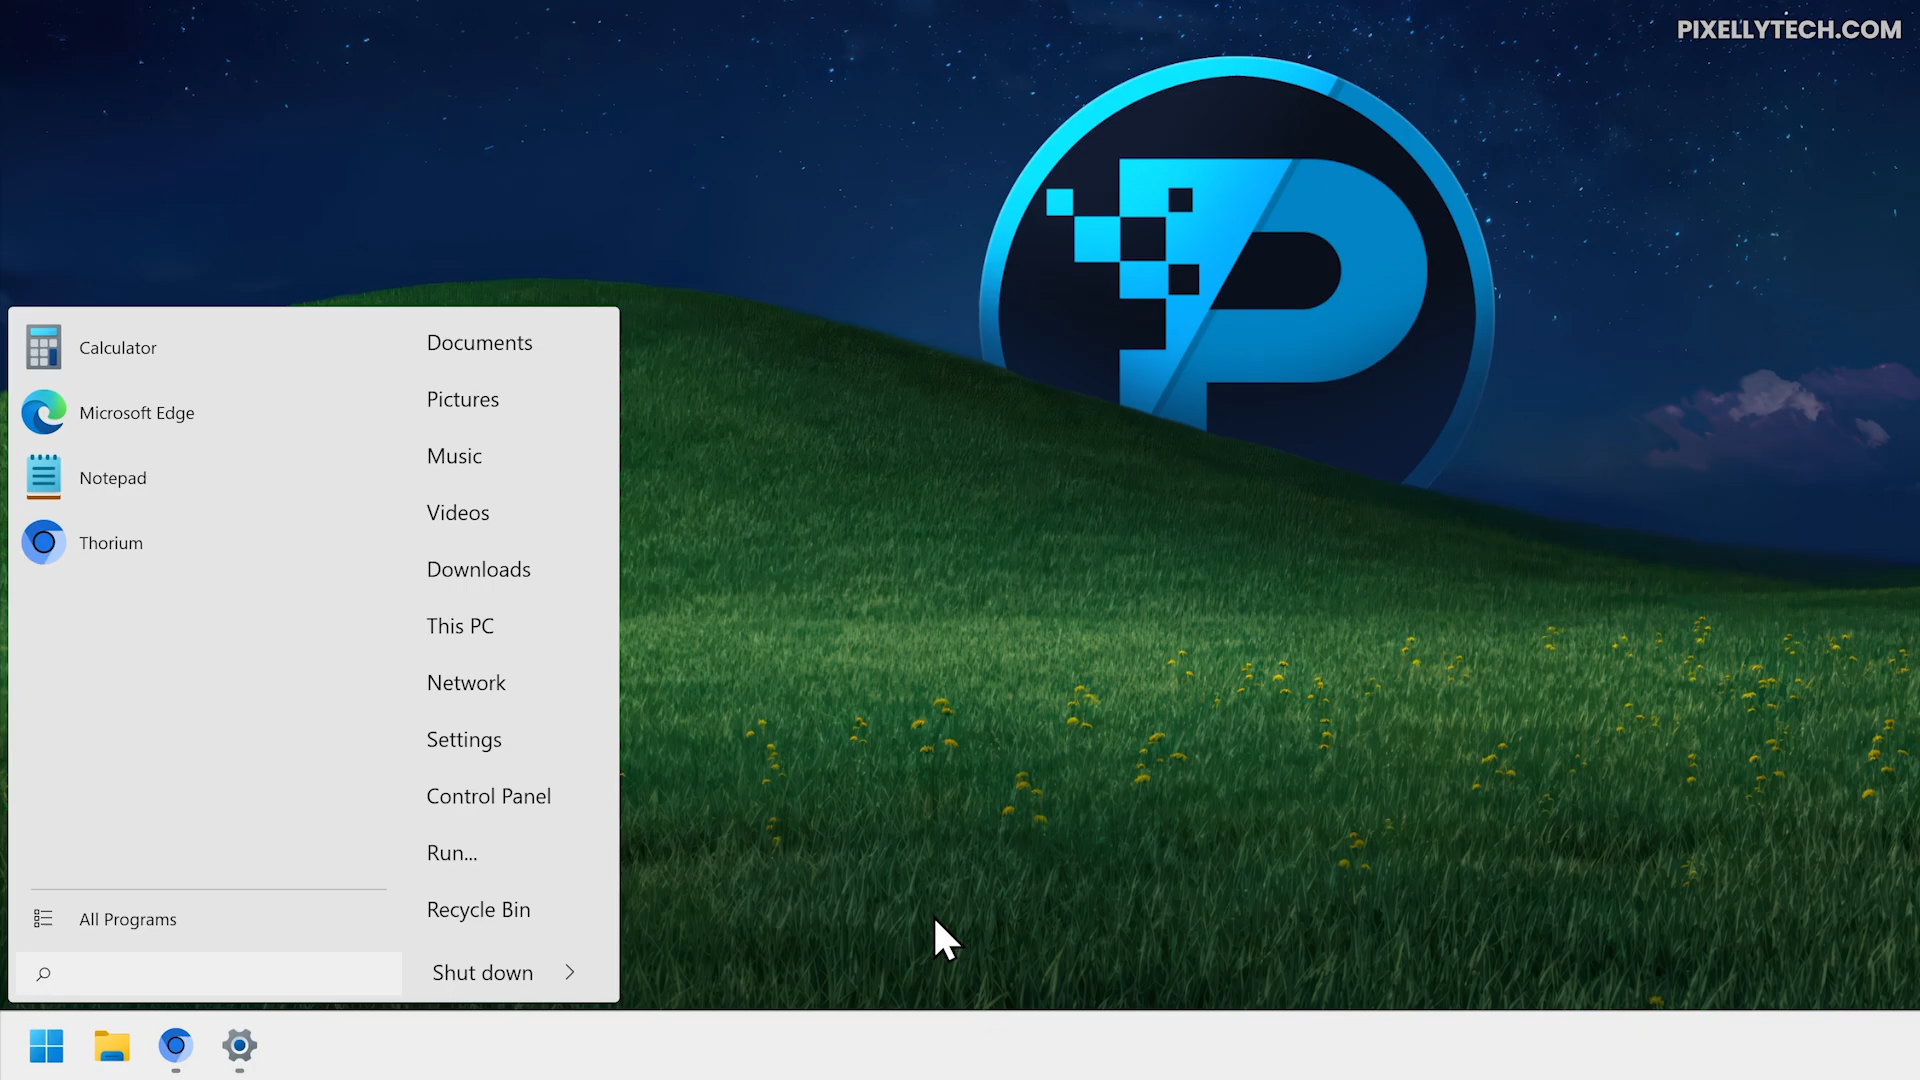 PIXELLYTECH.COM
Calculator
Microsoft Edge
Notepad
Thorium
All Programs
Documents
Pictures
Music
Videos
Downloads
This PC
Network
Settings
Control Panel
Run...
Recycle Bin
Shut down